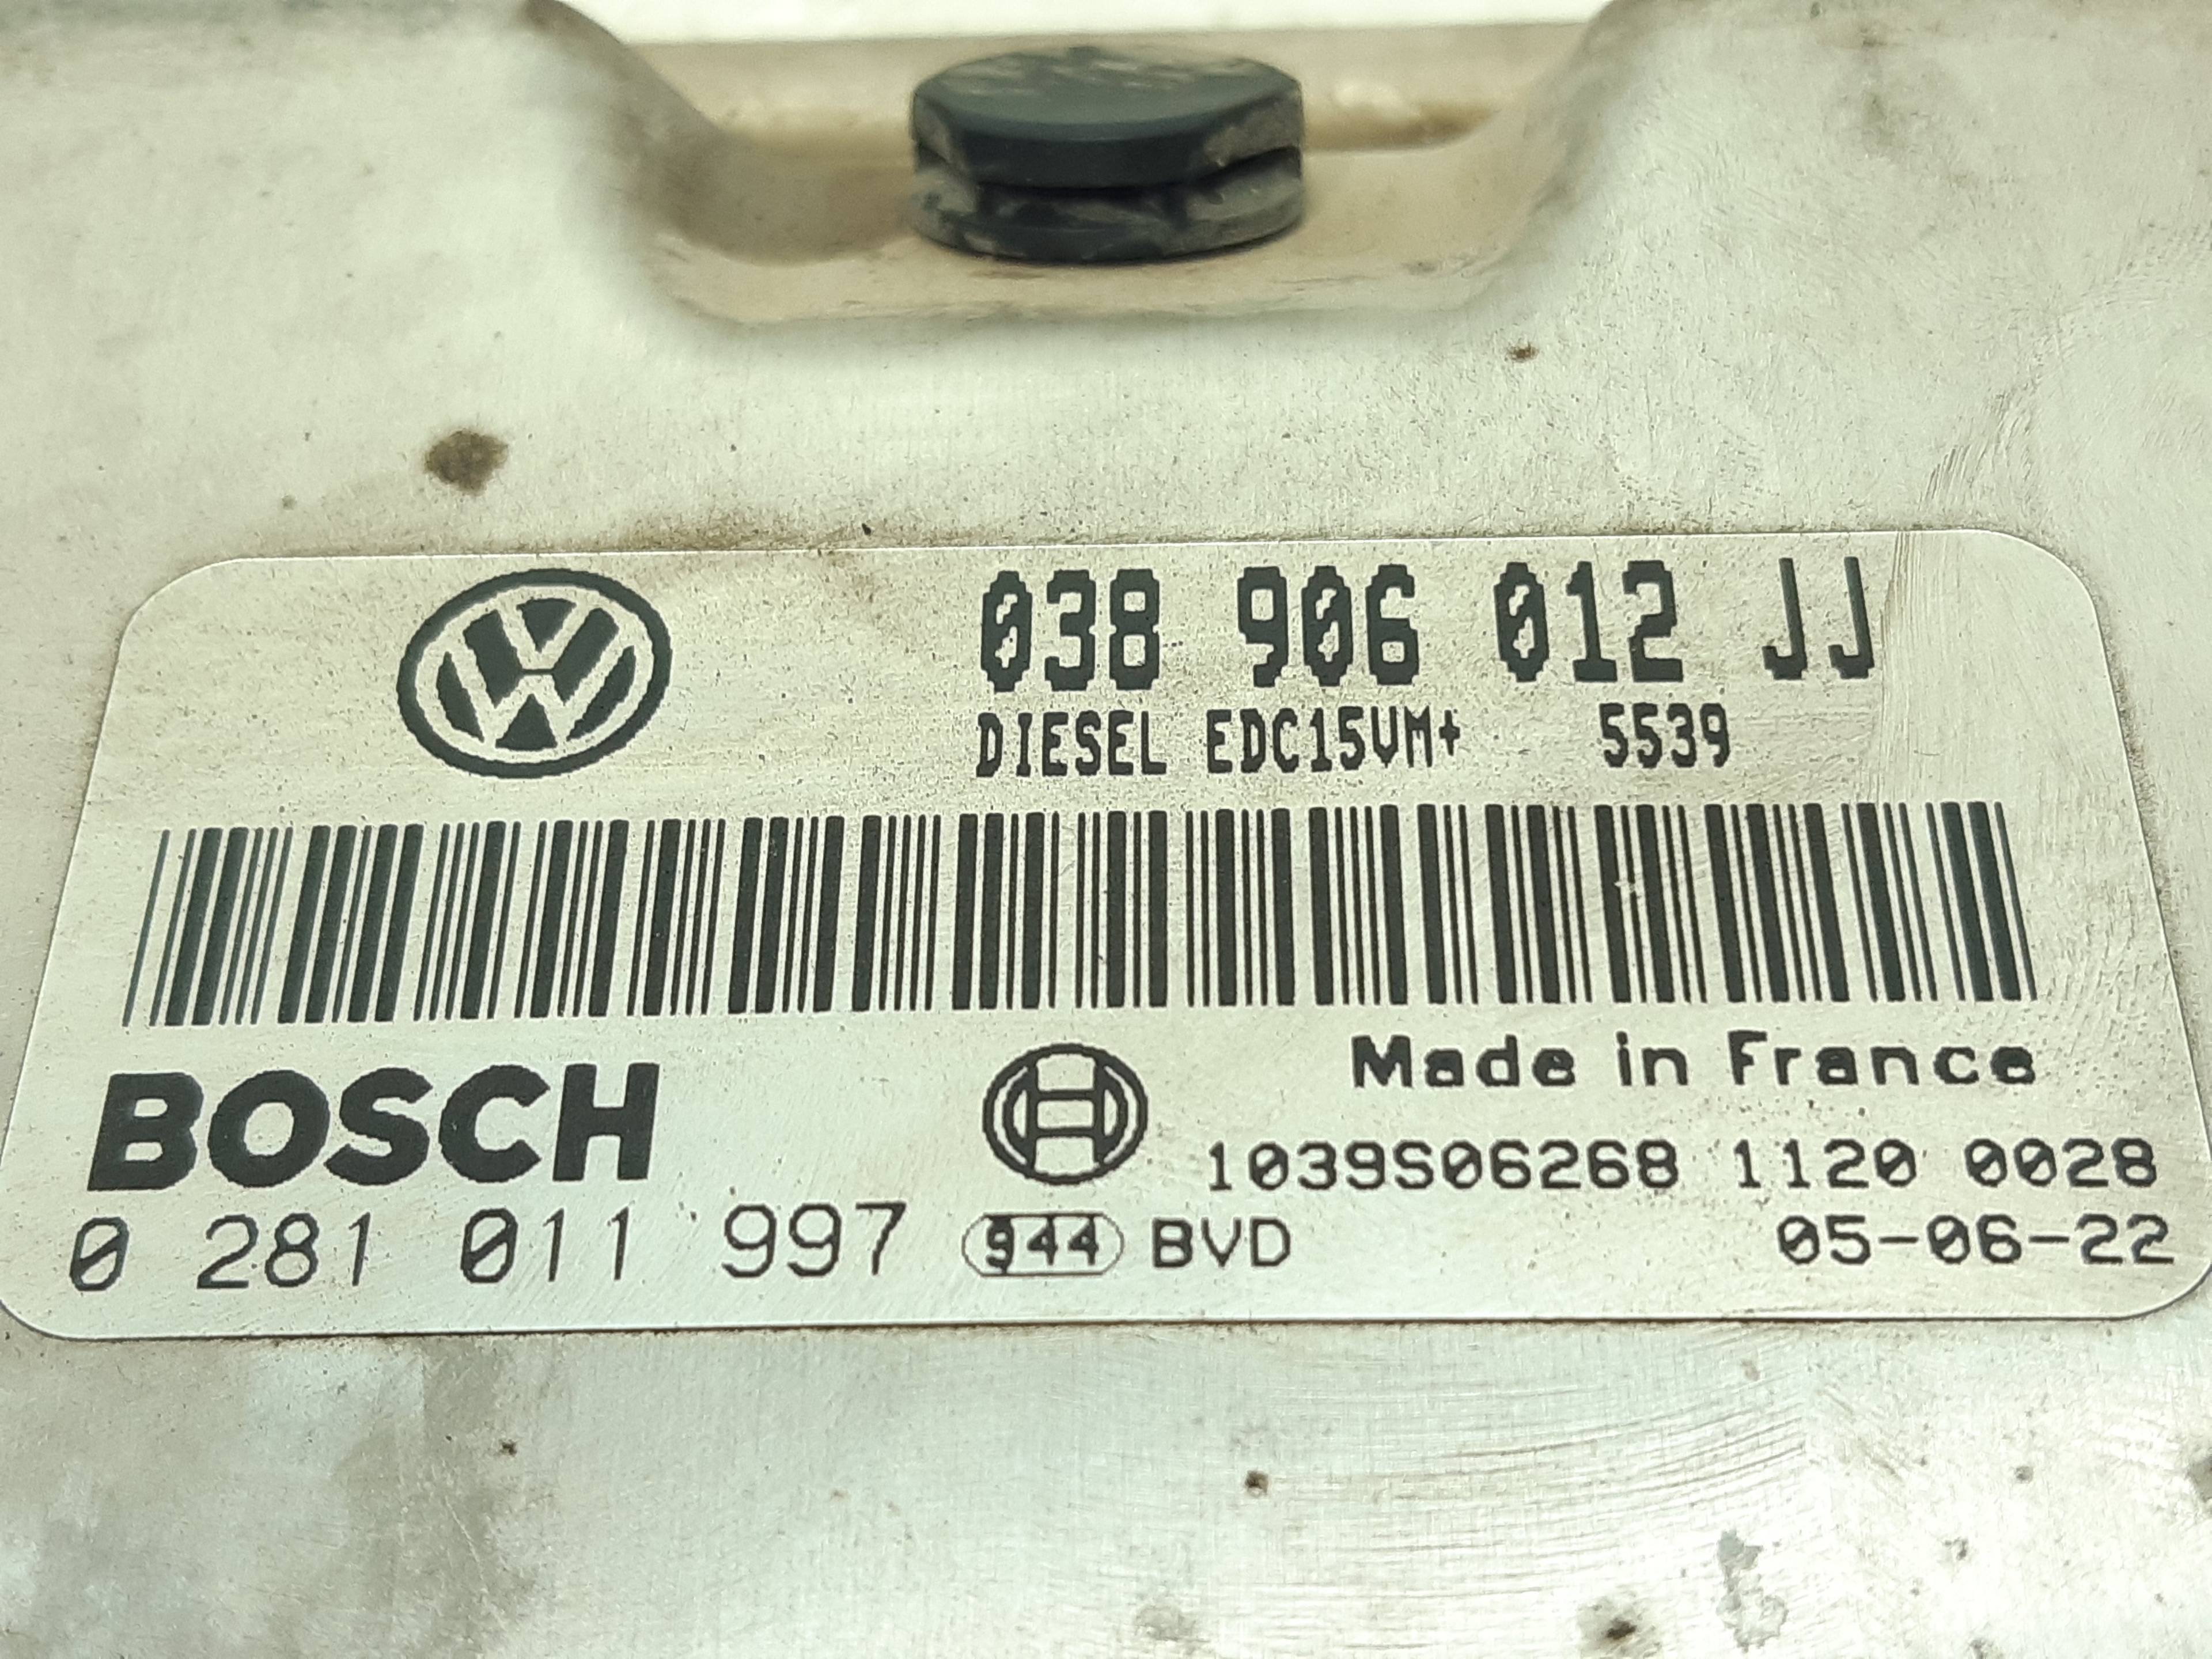 038 906 012 JJ
DIESEL EDC15VM+ 5539
BOSCH
Made in France
1039S06268 1120 0028
0 281 011 997 944 BVD 05-06-22